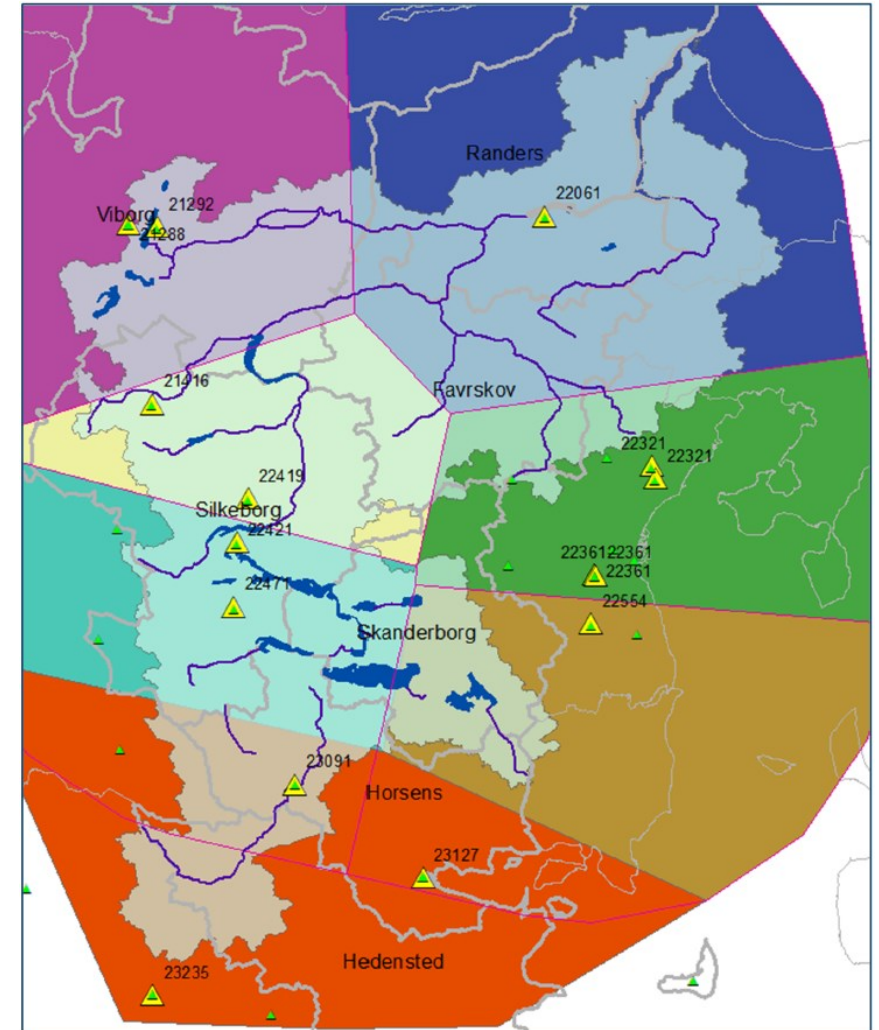 Randers
22061
21292
Viborg
21288
21416
Favrskov
22321
22321
22419
Silkeborg
22421
22361 22361
22361
22471
22554
Skanderborg
23091
Horsens
23127
Hedensted
23235